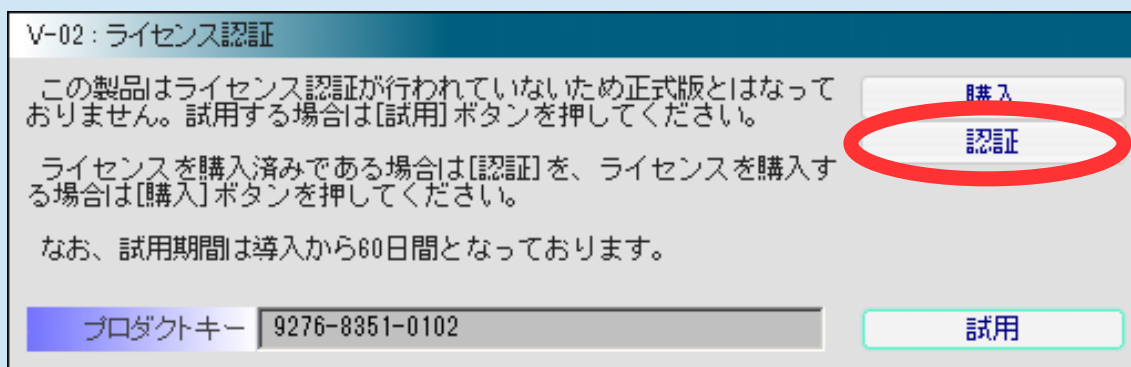 V-02:ライセンス認証
この製品はライセンス認証が行われていないため正式版とはなって
おりません。試用する場合は[試用]ボタンを押してください。
ライセンスを購入済みである場合は[認証]を、ライセンスを購入す
る場合は[購入]ボタンを押してください。
なお、試用期間は導入から60日間となっております。
購入
認証
プロダクトキー 9276-8351-0102
試用